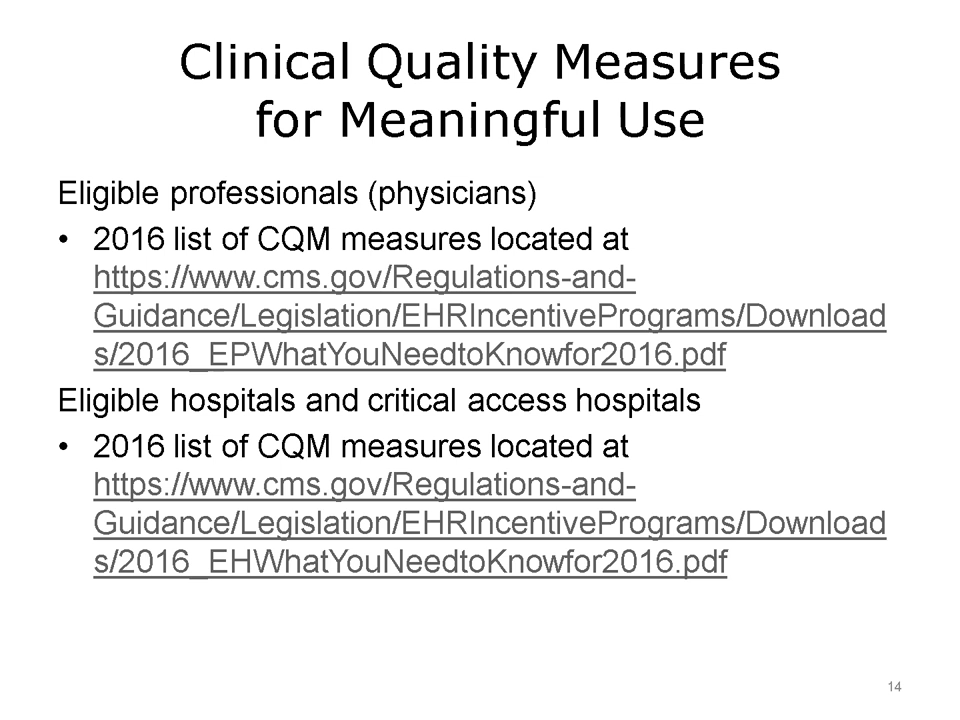 Clinical Quality Measures
for Meaningful Use
Eligible professionals (physicians)
• 2016 list of CQM measures located at
https://www.cms.gov/Regulations-and-
Guidance/Legislation/EHRIncentivePrograms/Download
s/2016_EPWhatYouNeedtoKnowfor2016.pdf
Eligible hospitals and critical access hospitals
• 2016 list of CQM measures located at
https://www.cms.gov/Regulations-and-
Guidance/Legislation/EHRIncentivePrograms/Download
s/2016_EHWhatYouNeedtoKnowfor2016.pdf
14